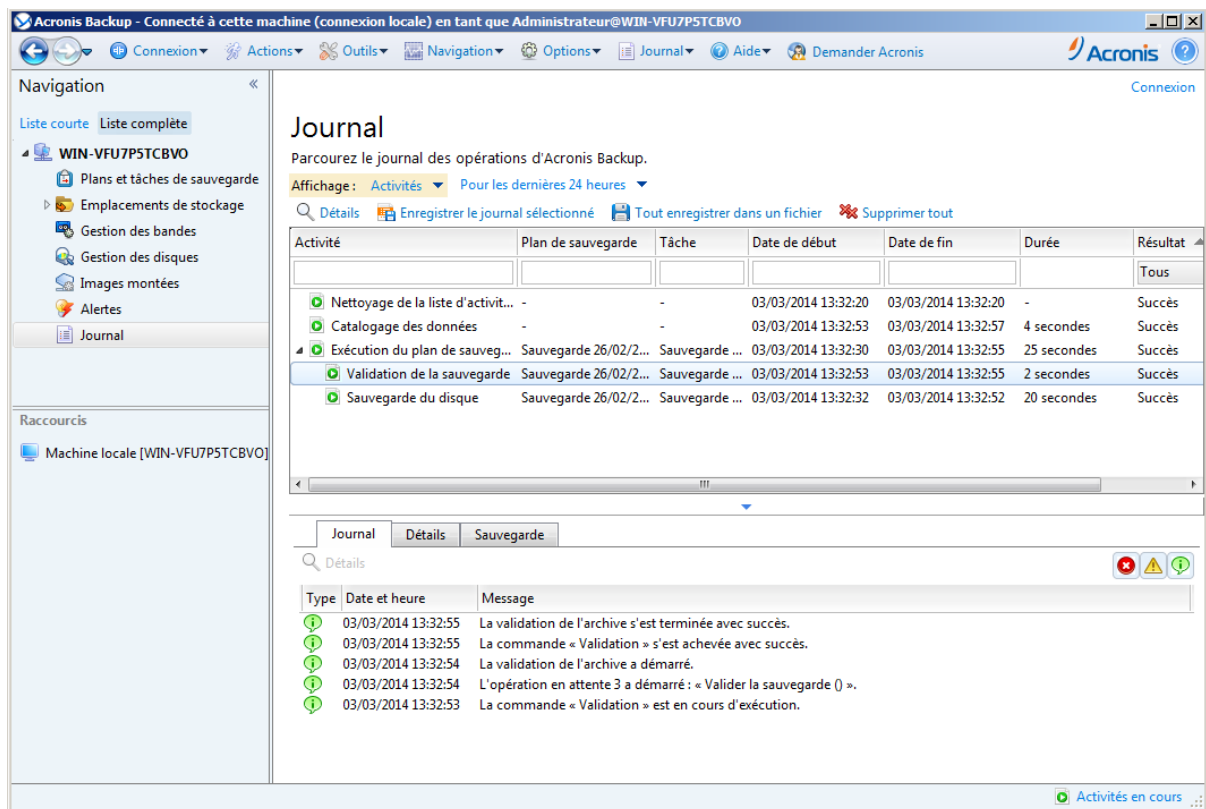 Acronis Backup - Connecté à cette machine (connexion locale) en tant que Administrateur@WIN-VFU7P5TCBVO
Connexion Actions Outils Navigation Options Journal Aide Demander Acronis Acronis ?
Navigation «
Connexion
Liste courte Liste complète
WIN-VFU7P5TCBVO
Plans et tâches de sauvegarde
Emplacements de stockage
Gestion des bandes
Gestion des disques
Images montées
Alertes
Journal
Raccourcis
Machine locale [WIN-VFU7P5TCBVO]
Journal
Parcourez le journal des opérations d'Acronis Backup.
Affichage : Activités Pour les dernières 24 heures
Détails Enregistrer le journal sélectionné Tout enregistrer dans un fichier Supprimer tout
Activité Plan de sauvegarde Tâche Date de début Date de fin Durée Résultat
Tous
Nettoyage de la liste d'activit... - - 03/03/2014 13:32:20 03/03/2014 13:32:20 - Succès
Catalogage des données - - 03/03/2014 13:32:53 03/03/2014 13:32:57 4 secondes Succès
Exécution du plan de sauveg... Sauvegarde 26/02/2... Sauvegarde ... 03/03/2014 13:32:30 03/03/2014 13:32:55 25 secondes Succès
Validation de la sauvegarde Sauvegarde 26/02/2... Sauvegarde ... 03/03/2014 13:32:53 03/03/2014 13:32:55 2 secondes Succès
Sauvegarde du disque Sauvegarde 26/02/2... Sauvegarde ... 03/03/2014 13:32:32 03/03/2014 13:32:52 20 secondes Succès
Journal Détails Sauvegarde
Détails
Type Date et heure Message
03/03/2014 13:32:55 La validation de l'archive s'est terminée avec succès.
03/03/2014 13:32:55 La commande « Validation » s'est achevée avec succès.
03/03/2014 13:32:54 La validation de l'archive a démarré.
03/03/2014 13:32:54 L'opération en attente 3 a démarré : « Valider la sauvegarde () ».
03/03/2014 13:32:53 La commande « Validation » est en cours d'exécution.
Activités en cours